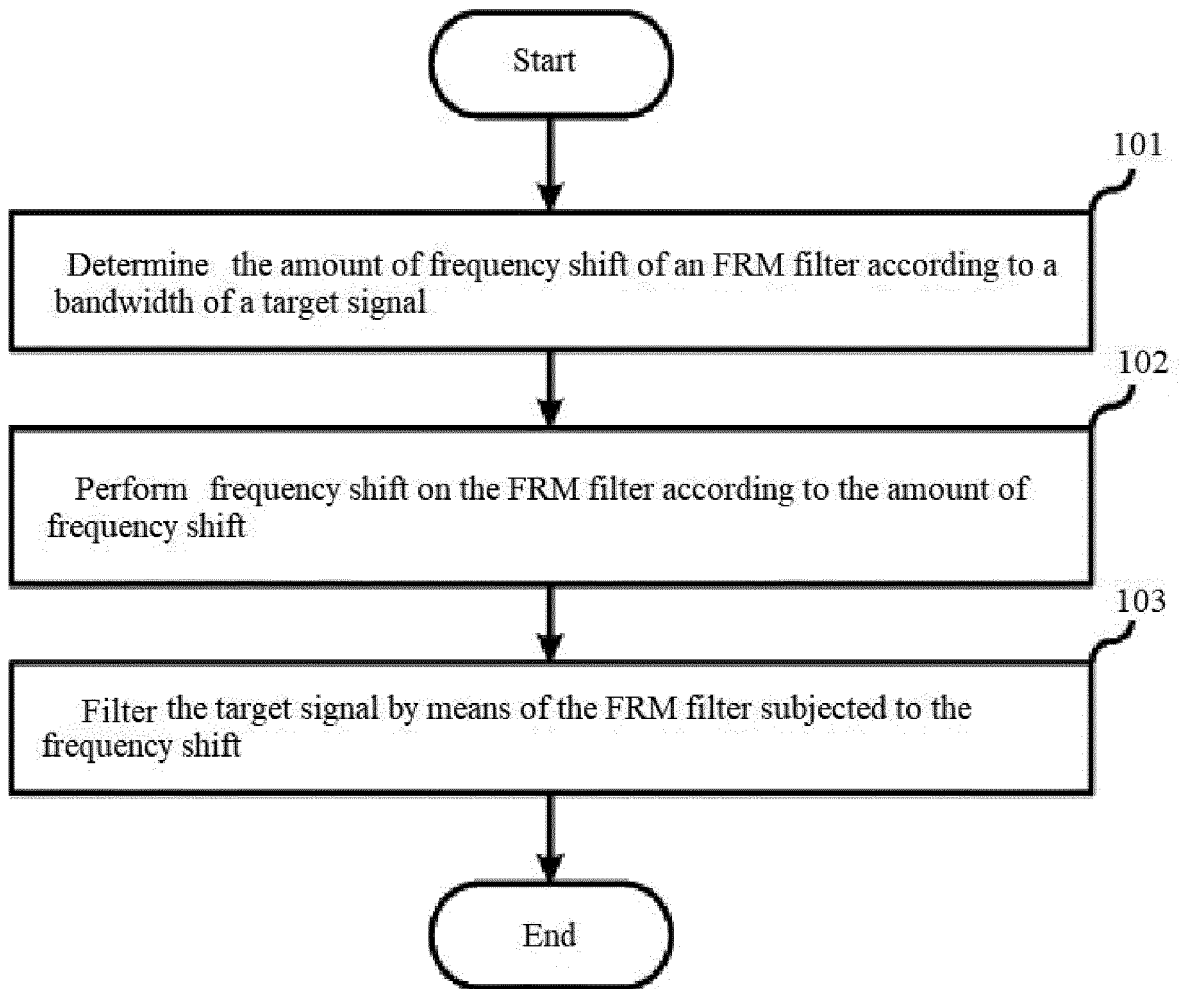 Start
101
Determine the amount of frequency shift of an FRM filter according to a
bandwidth of a target signal
102
Perform frequency shift on the FRM filter according to the amount of
frequency shift
103
Filter the target signal by means of the FRM filter subjected to the
frequency shift
End